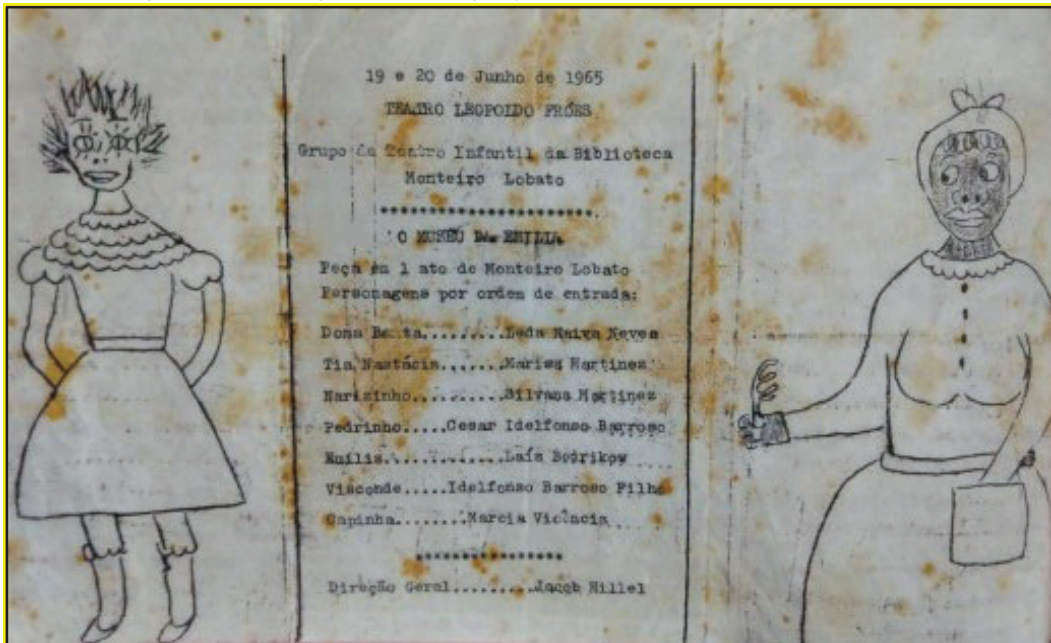 19 e 20 de Junho de 1965
TEATRO LEOPOLDO FRÓES
Grupo de Teatro Infantil da Biblioteca
Monteiro Lobato
**********************
O MUSEU DA EMILIA
Peça em 1 ato de Monteiro Lobato
Personagens por ordem de entrada:
Dona Benta.........Leda Naiva Neves
Tia Nastácia.......Marisa Martinez
Narizinho..........Silvana Martinez
Pedrinho.....Cesar Idelfonso Barroso
Emília.............Laís Bedrikow
Visconde.....Idelfonso Barroso Filho
Capinha........Marcia Vicência
****************
Direção Geral..........Jacob Hillel